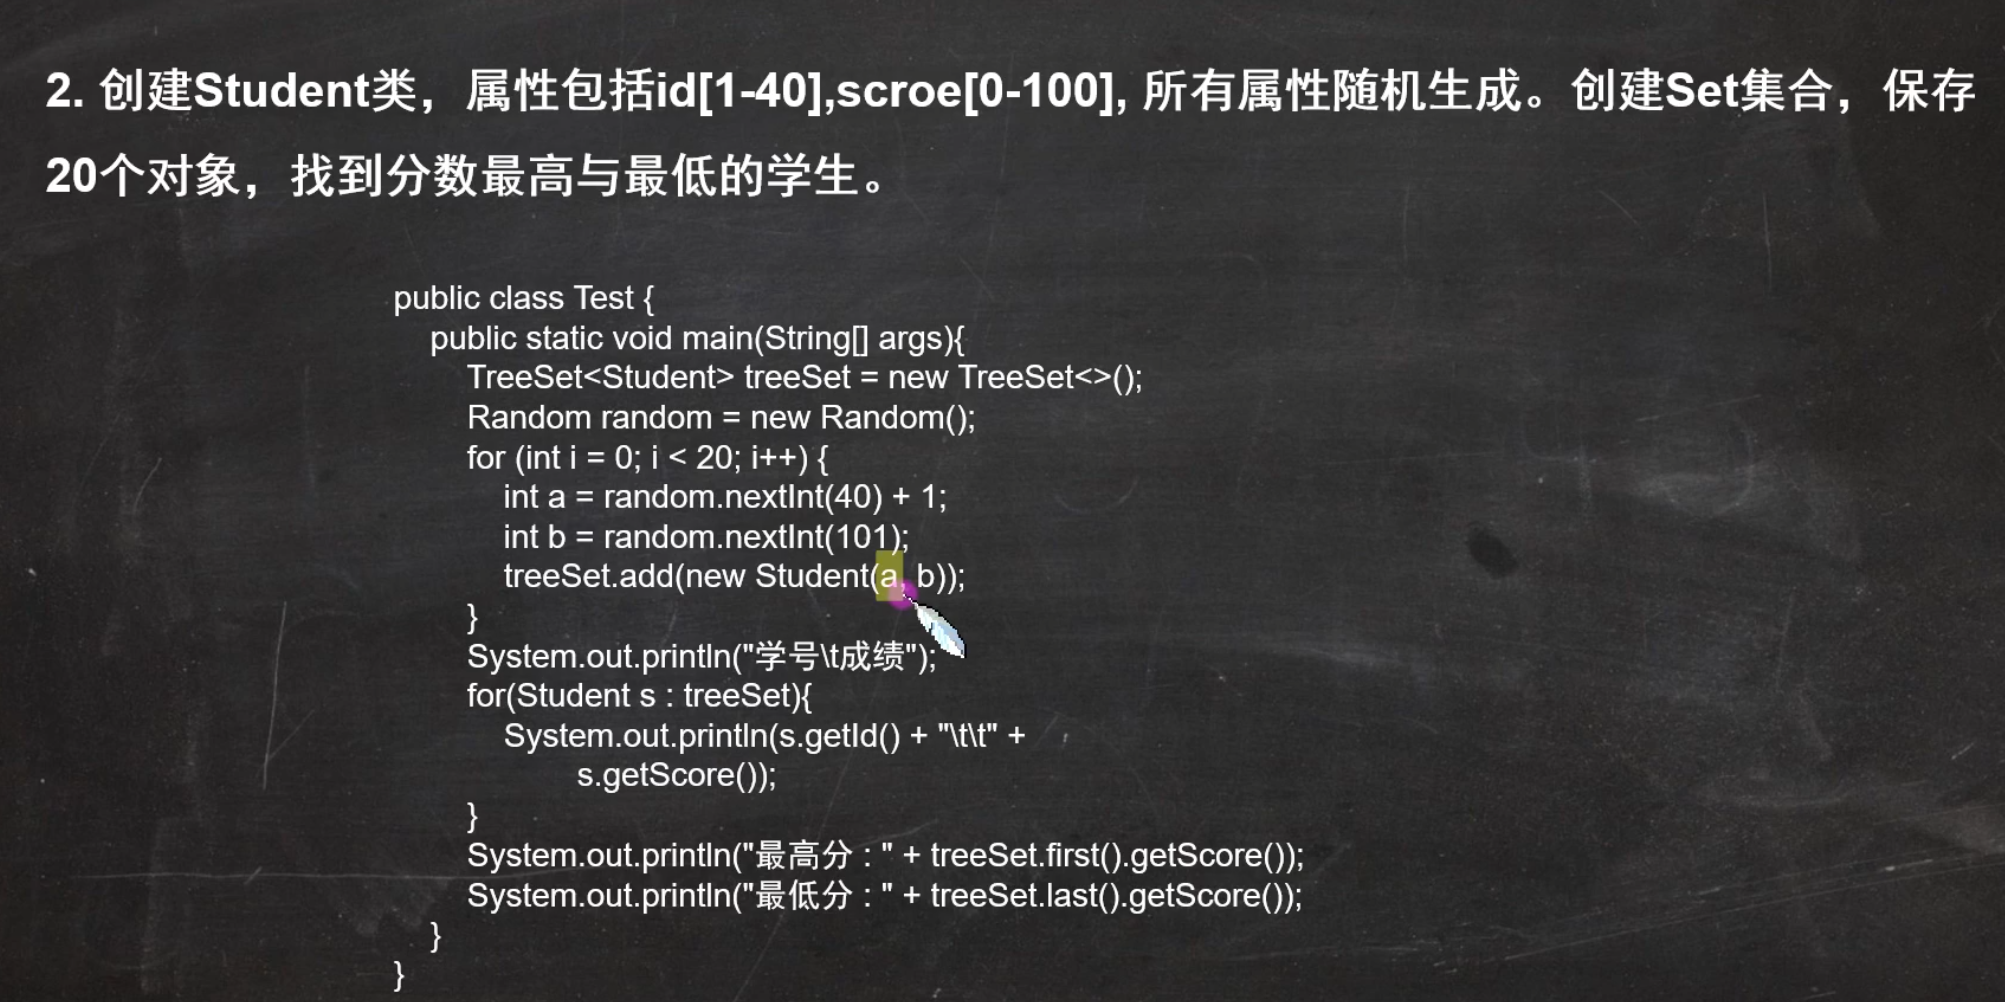 2. 创建Student类，属性包括id[1-40],scroe[0-100], 所有属性随机生成。创建Set集合，保存
20个对象，找到分数最高与最低的学生。
public class Test {
public static void main(String[] args){
TreeSet<Student> treeSet = new TreeSet<>();
Random random = new Random();
for (int i = 0; i < 20; i++) {
int a = random.nextInt(40) + 1;
int b = random.nextInt(101);
treeSet.add(new Student(a, b));
}
System.out.println("学号\t成绩");
for(Student s : treeSet){
System.out.println(s.getId() + "\t\t" +
s.getScore());
}
System.out.println("最高分 : " + treeSet.first().getScore());
System.out.println("最低分 : " + treeSet.last().getScore());
}
}